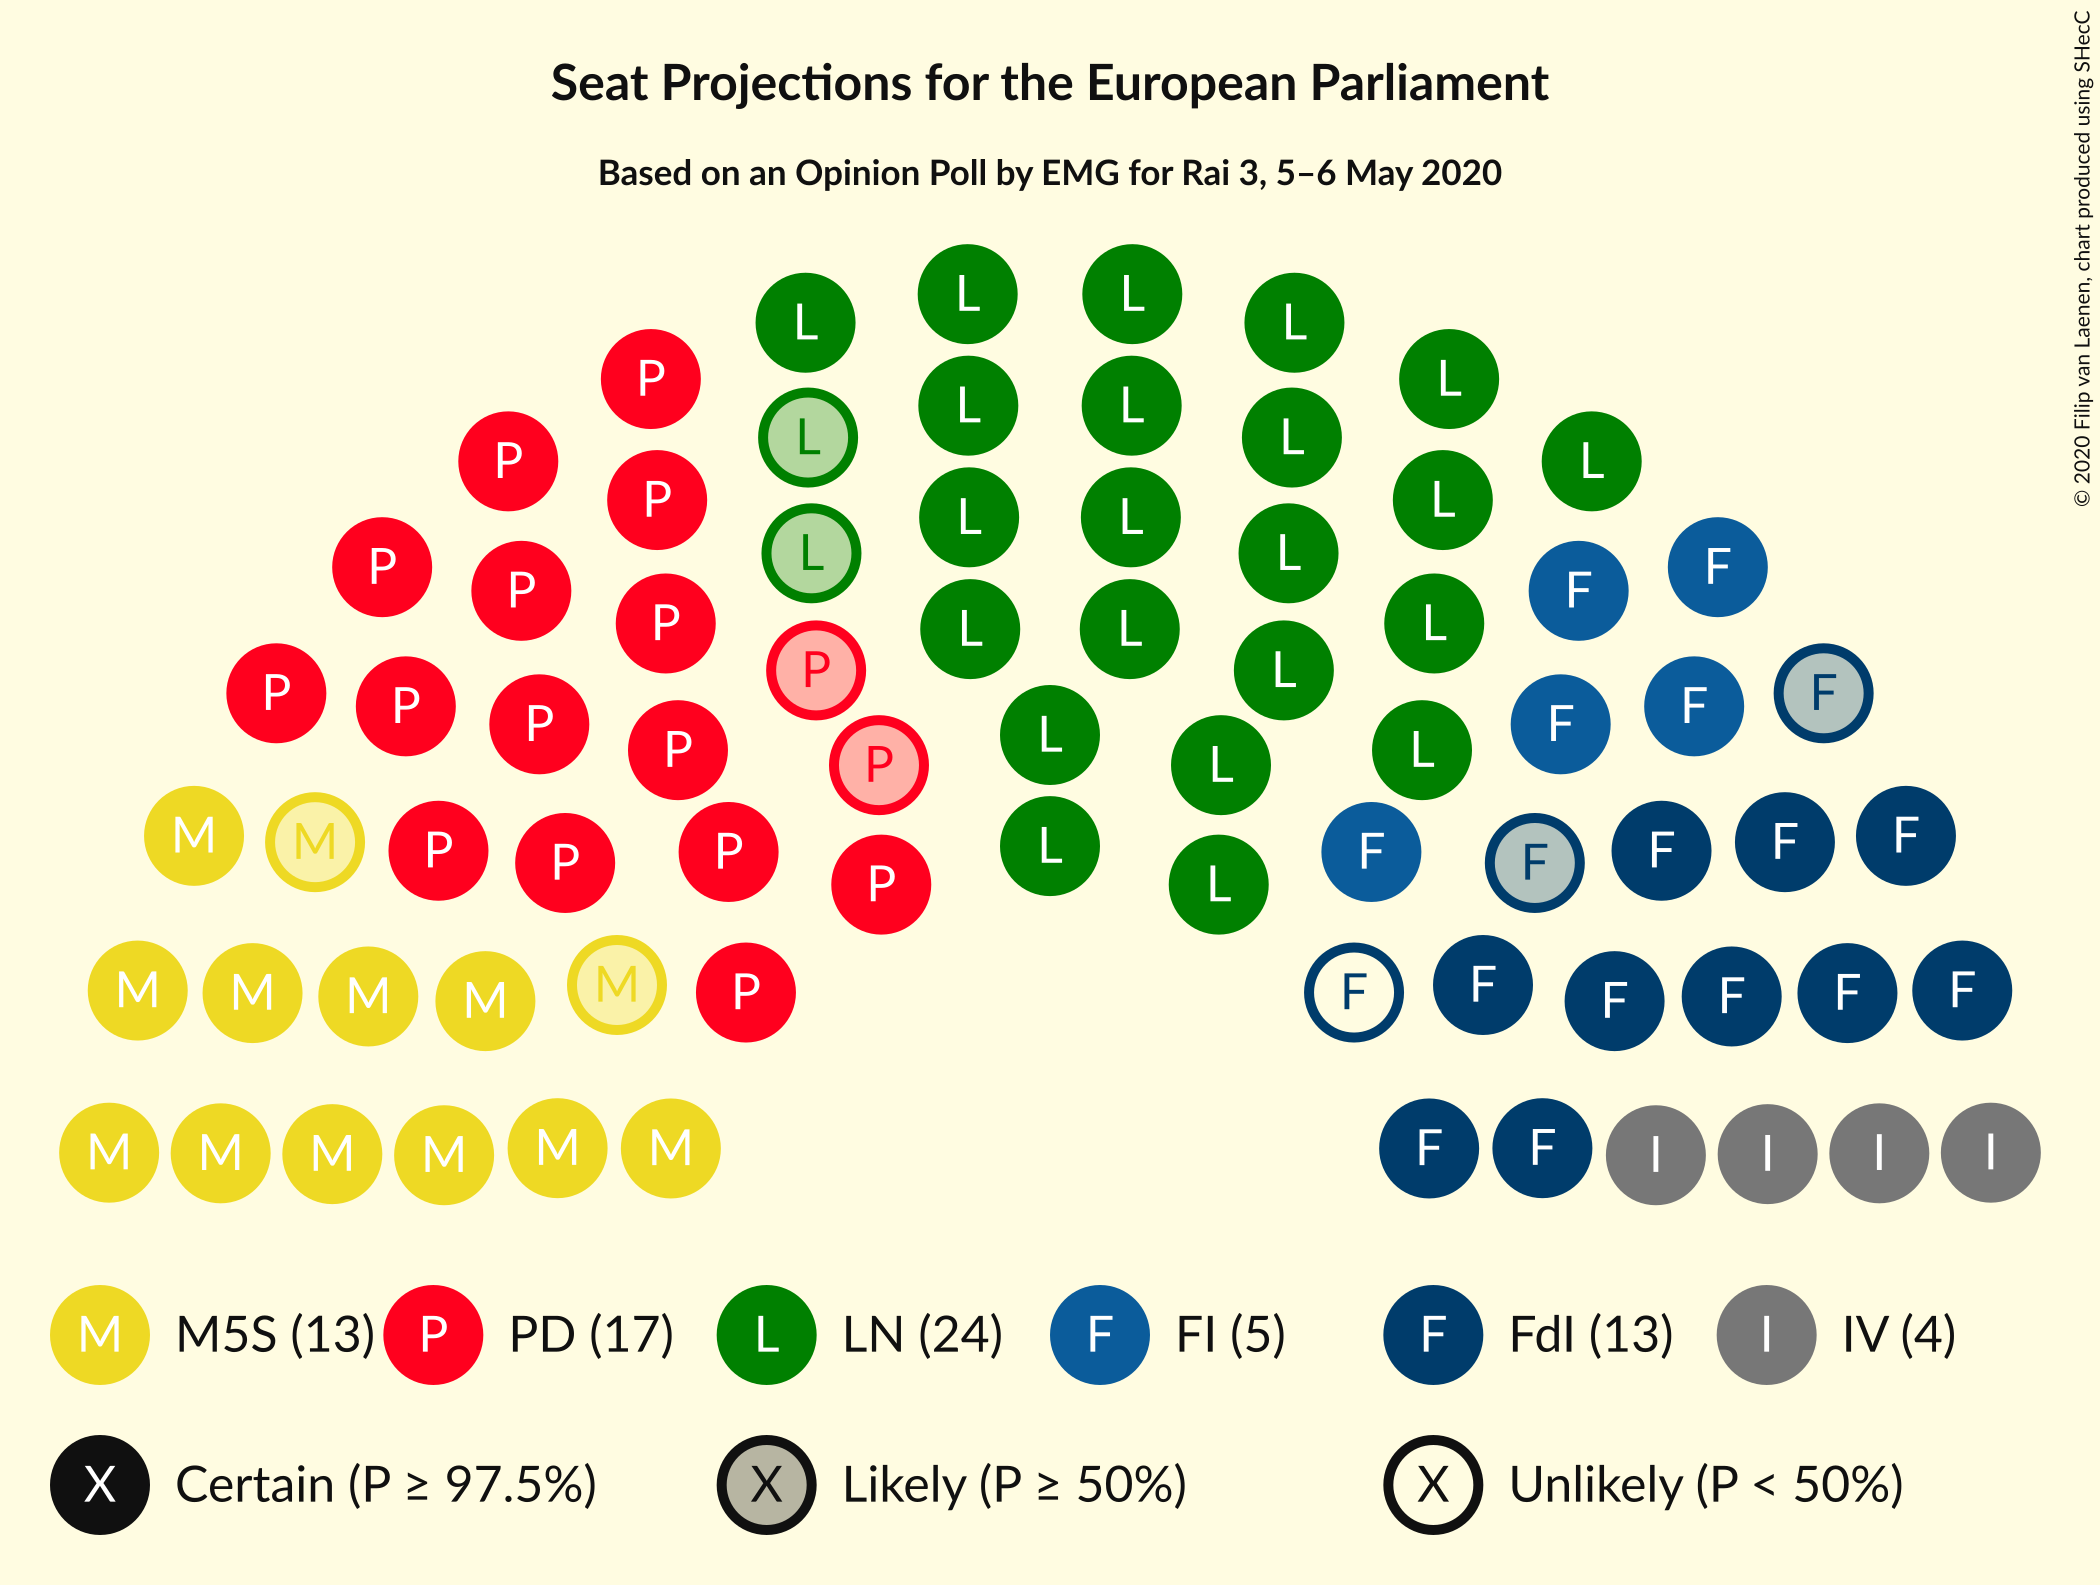 Seat Projections for the European Parliament
Based on an Opinion Poll by EMG for Rai 3, 5–6 May 2020
© 2020 Filip van Laenen, chart produced using SHecC
L L L L
P L
L L L L
P L
P L L
L L L L
P P F F
P L L
P L P L
P P F F F
P P P L L F
P L L
M M P P P P L L F F F F F
M M M M M P F F F F F F
M M M M M M F F I I I I
M M5S (13) P PD (17) L LN (24) F FI (5) F FdI (13) I IV (4)
X Certain (P ≥ 97.5%) X Likely (P ≥ 50%) X Unlikely (P < 50%)